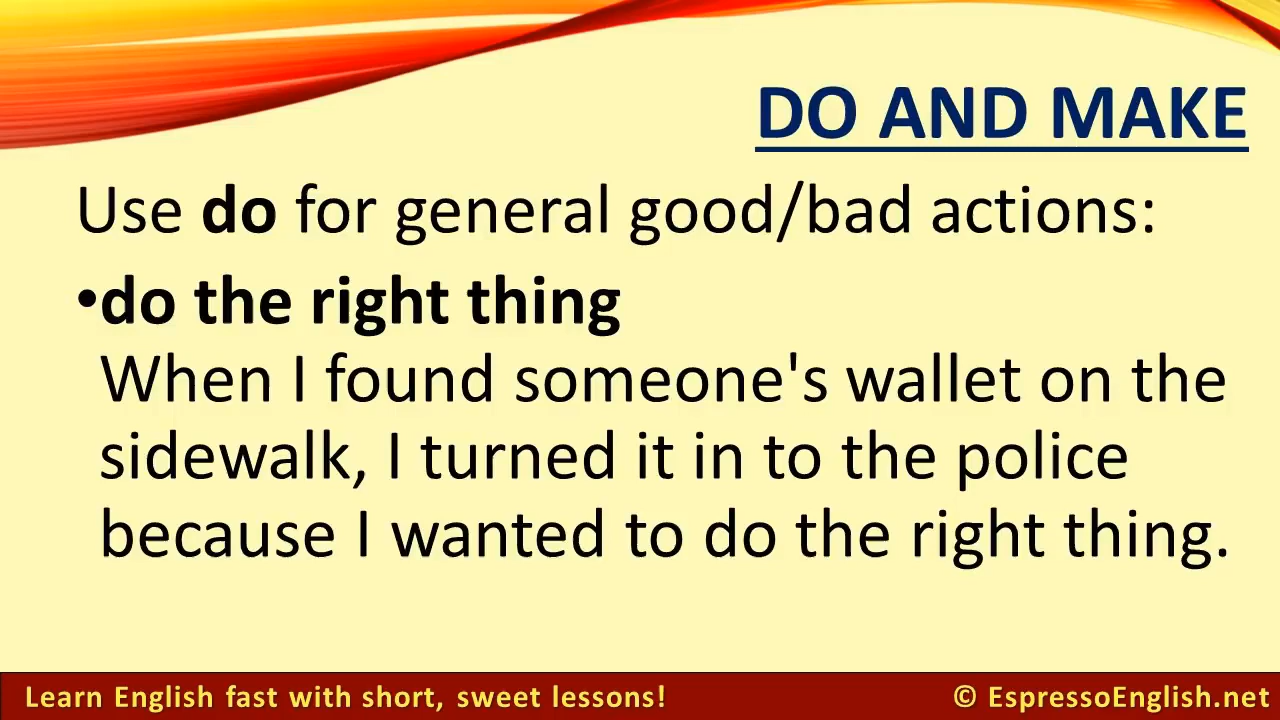 DO AND MAKE
Use do for general good/bad actions:
•do the right thing
When I found someone's wallet on the
sidewalk, I turned it in to the police
because I wanted to do the right thing.
Learn English fast with short, sweet lessons!
© EspressoEnglish.net